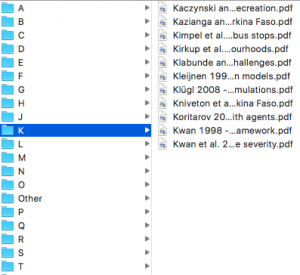 A
B
C
D
E
F
G
H
J
K
L
M
N
O
Other
P
Q
R
S
T
Kaczynski an...ecreation.pdf
Kazianga an...rkina Faso.pdf
Kimpel et al....bus stops.pdf
Kirkup et al....ourhoods.pdf
Klabunde an...hallenges.pdf
Kleijnen 199...n models.pdf
Klügl 2008 -...mulations.pdf
Kniveton et a...kina Faso.pdf
Koritarov 20...ith agents.pdf
Kwan 1998 -...amework.pdf
Kwan et al. 2...e severity.pdf